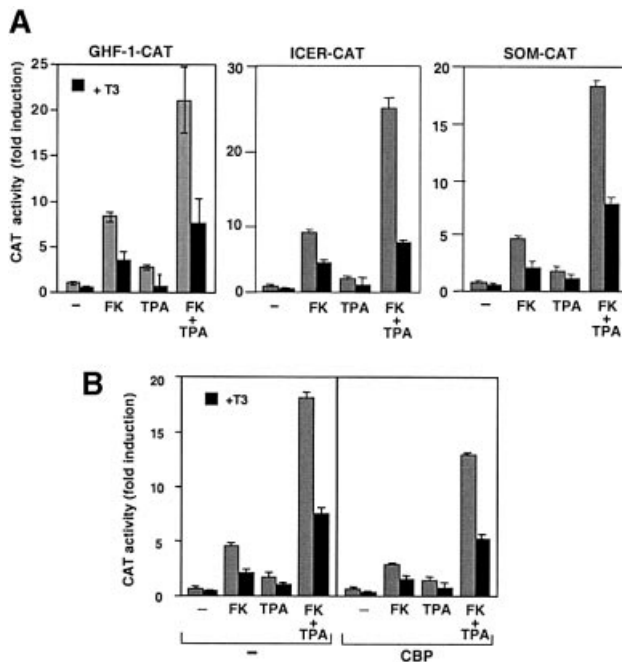 A
GHF-1-CAT
ICER-CAT
SOM-CAT
CAT activity (fold induction)
25
20
15
10
5
0
+ T3
– FK TPA FK + TPA
30
20
10
0
– FK TPA FK + TPA
20
15
10
5
0
– FK TPA FK + TPA
B
CAT activity (fold induction)
20
15
10
5
0
+T3
– FK TPA FK + TPA
– FK TPA FK + TPA
–
CBP